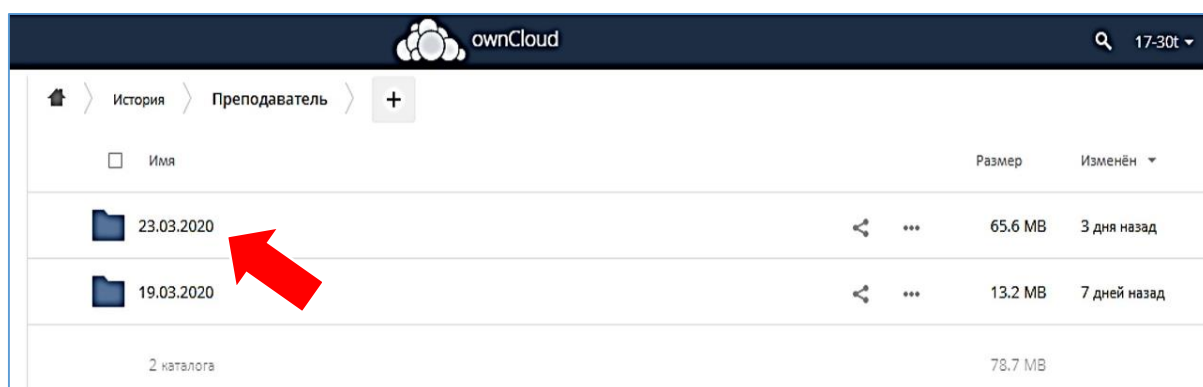 ownCloud 17-30t
История Преподаватель +
Имя Размер Изменён
23.03.2020 65.6 MB 3 дня назад
19.03.2020 13.2 MB 7 дней назад
2 каталога 78.7 MB